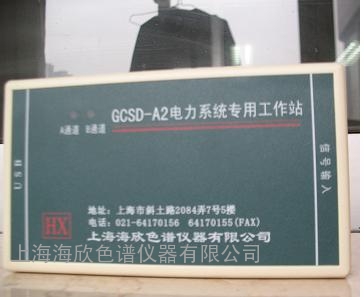 GCSD-A2电力系统专用工作站
A通道 B通道
USB
信号输入
HX
地址：上海市斜土路2084弄7号5楼
电话：021-64170156 64170155(FAX)
上海海欣色谱仪器有限公司
上海海欣色谱仪器有限公司